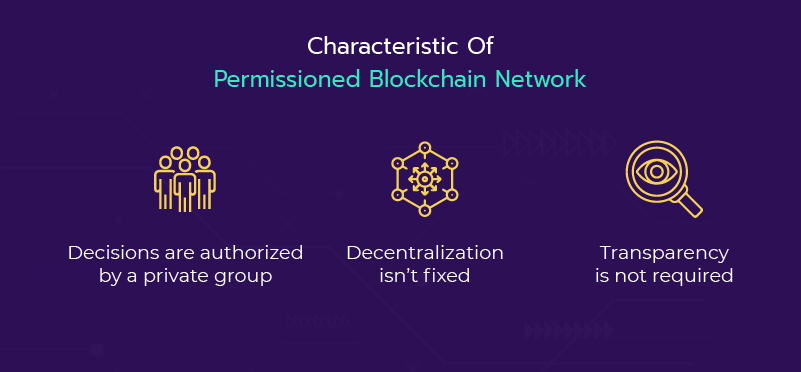 Characteristic Of
Permissioned Blockchain Network
Decisions are authorized
by a private group
Decentralization
isn’t fixed
Transparency
is not required